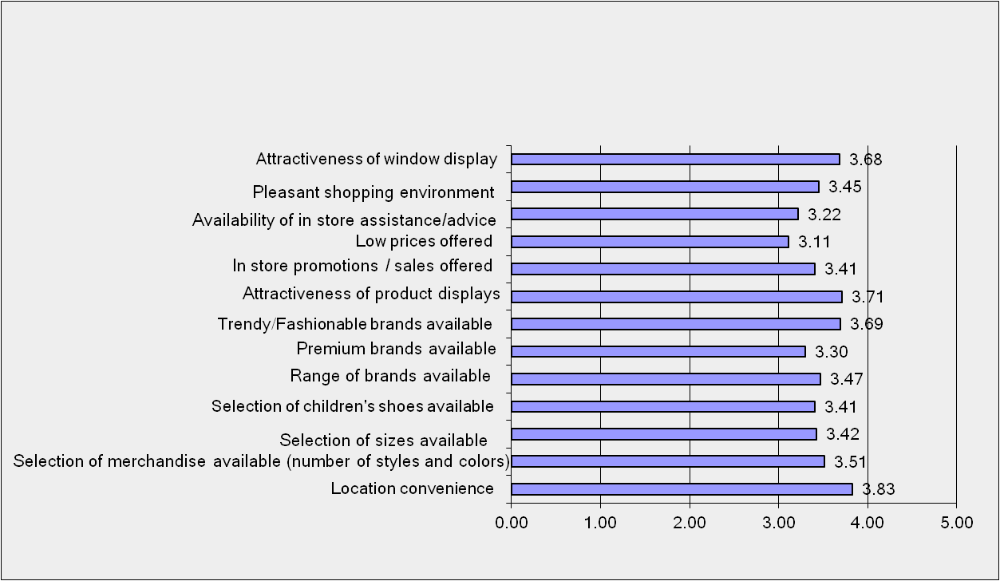 Attractiveness of window display 3.68
Pleasant shopping environment 3.45
Availability of in store assistance/advice 3.22
Low prices offered 3.11
In store promotions / sales offered 3.41
Attractiveness of product displays 3.71
Trendy/Fashionable brands available 3.69
Premium brands available 3.30
Range of brands available 3.47
Selection of children's shoes available 3.41
Selection of sizes available 3.42
Selection of merchandise available (number of styles and colors) 3.51
Location convenience 3.83
0.00 1.00 2.00 3.00 4.00 5.00